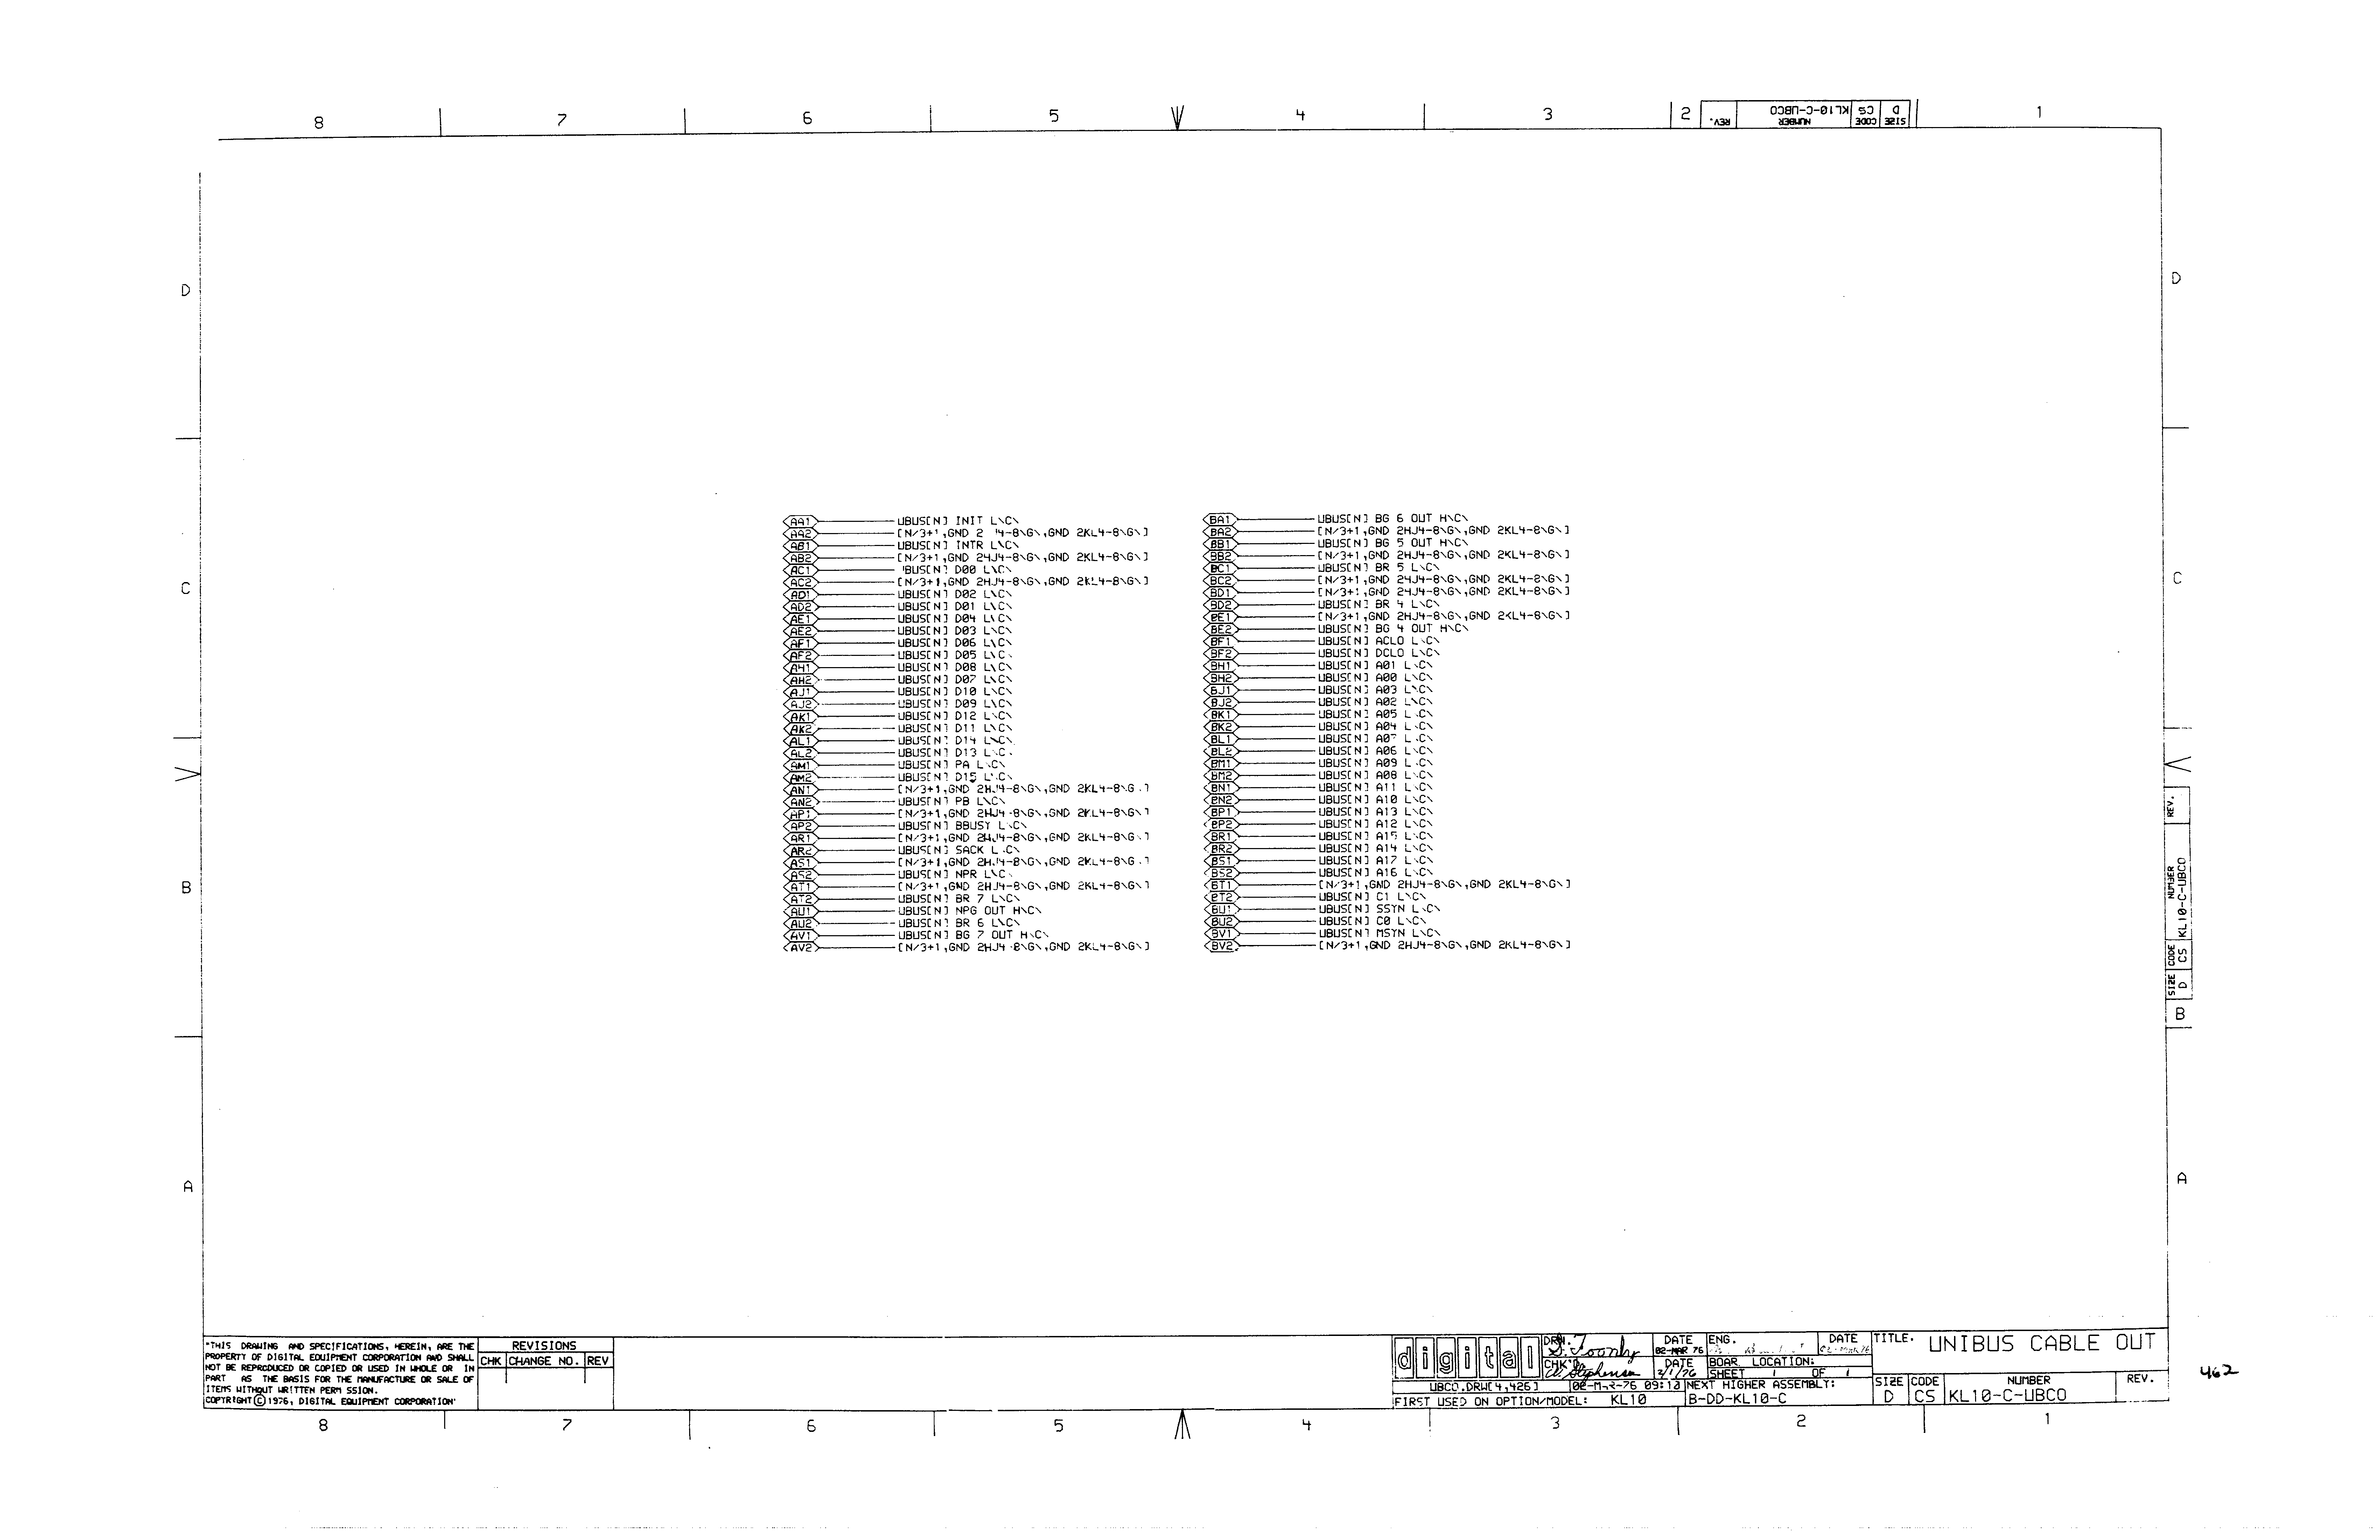 8 7 6 5 4 3 2 1
REV. NUMBER KL10-C-UBCO CODE CS SIZE D
D D
C C
AA1 UBUS[N] INIT L\C\
AA2 [N/3+1,GND 2 J4-8\G\,GND 2KL4-8\G\]
AB1 UBUS[N] INTR L\C\
AB2 [N/3+1,GND 2HJ4-8\G\,GND 2KL4-8\G\]
AC1 UBUS[N] D00 L\C\
AC2 [N/3+1,GND 2HJ4-8\G\,GND 2KL4-8\G\]
AD1 UBUS[N] D02 L\C\
AD2 UBUS[N] D01 L\C\
AE1 UBUS[N] D04 L\C\
AE2 UBUS[N] D03 L\C\
AF1 UBUS[N] D06 L\C\
AF2 UBUS[N] D05 L\C\
AH1 UBUS[N] D08 L\C\
AH2 UBUS[N] D07 L\C\
AJ1 UBUS[N] D10 L\C\
AJ2 UBUS[N] D09 L\C\
AK1 UBUS[N] D12 L\C\
AK2 UBUS[N] D11 L\C\
AL1 UBUS[N] D14 L\C\
AL2 UBUS[N] D13 L\C\
AM1 UBUS[N] PA L\C\
AM2 UBUS[N] D15 L\C\
AN1 [N/3+1,GND 2HJ4-8\G\,GND 2KL4-8\G\]
AN2 UBUS[N] PB L\C\
AP1 [N/3+1,GND 2HJ4-8\G\,GND 2KL4-8\G\]
AP2 UBUS[N] BBUSY L\C\
AR1 [N/3+1,GND 2HJ4-8\G\,GND 2KL4-8\G\]
AR2 UBUS[N] SACK L\C\
AS1 [N/3+1,GND 2HJ4-8\G\,GND 2KL4-8\G\]
AS2 UBUS[N] NPR L\C\
AT1 [N/3+1,GND 2HJ4-8\G\,GND 2KL4-8\G\]
AT2 UBUS[N] BR 7 L\C\
AU1 UBUS[N] NPG OUT H\C\
AU2 UBUS[N] BR 6 L\C\
AV1 UBUS[N] BG 7 OUT H\C\
AV2 [N/3+1,GND 2HJ4-8\G\,GND 2KL4-8\G\]
BA1 UBUS[N] BG 6 OUT H\C\
BA2 [N/3+1,GND 2HJ4-8\G\,GND 2KL4-8\G\]
BB1 UBUS[N] BG 5 OUT H\C\
BB2 [N/3+1,GND 2HJ4-8\G\,GND 2KL4-8\G\]
BC1 UBUS[N] BR 5 L\C\
BC2 [N/3+1,GND 2HJ4-8\G\,GND 2KL4-8\G\]
BD1 [N/3+1,GND 2HJ4-8\G\,GND 2KL4-8\G\]
BD2 UBUS[N] BR 4 L\C\
BE1 [N/3+1,GND 2HJ4-8\G\,GND 2KL4-8\G\]
BE2 UBUS[N] BG 4 OUT H\C\
BF1 UBUS[N] ACLO L\C\
BF2 UBUS[N] DCLO L\C\
BH1 UBUS[N] A01 L\C\
BH2 UBUS[N] A00 L\C\
BJ1 UBUS[N] A03 L\C\
BJ2 UBUS[N] A02 L\C\
BK1 UBUS[N] A05 L\C\
BK2 UBUS[N] A04 L\C\
BL1 UBUS[N] A07 L\C\
BL2 UBUS[N] A06 L\C\
BM1 UBUS[N] A09 L\C\
BM2 UBUS[N] A08 L\C\
BN1 UBUS[N] A11 L\C\
BN2 UBUS[N] A10 L\C\
BP1 UBUS[N] A13 L\C\
BP2 UBUS[N] A12 L\C\
BR1 UBUS[N] A15 L\C\
BR2 UBUS[N] A14 L\C\
BS1 UBUS[N] A17 L\C\
BS2 UBUS[N] A16 L\C\
BT1 [N/3+1,GND 2HJ4-8\G\,GND 2KL4-8\G\]
BT2 UBUS[N] C1 L\C\
BU1 UBUS[N] SSYN L\C\
BU2 UBUS[N] C0 L\C\
BV1 UBUS[N] MSYN L\C\
BV2 [N/3+1,GND 2HJ4-8\G\,GND 2KL4-8\G\]
B
SIZE D CODE CS NUMBER KL10-C-UBCO REV.
B
A A
"THIS DRAWING AND SPECIFICATIONS, HEREIN, ARE THE
PROPERTY OF DIGITAL EQUIPMENT CORPORATION AND SHALL
NOT BE REPRODUCED OR COPIED OR USED IN WHOLE OR IN
PART AS THE BASIS FOR THE MANUFACTURE OR SALE OF
ITEMS WITHOUT WRITTEN PERM SSION.
COPYRIGHT © 1976, DIGITAL EQUIPMENT CORPORATION"
REVISIONS
CHK CHANGE NO. REV
digital
DRN. DATE 02-MAR 76
CHK'D DATE 3/1/76
UBCO.DRW[4,426] 02-MAR-76 09:18
FIRST USED ON OPTION/MODEL: KL10
ENG. DATE 02-MAR76
BOAR LOCATION:
SHEET 1 OF 1
NEXT HIGHER ASSEMBLY:
B-DD-KL10-C
TITLE. UNIBUS CABLE OUT
SIZE CODE NUMBER REV.
D CS KL10-C-UBCO
462
8 7 6 5 4 3 2 1